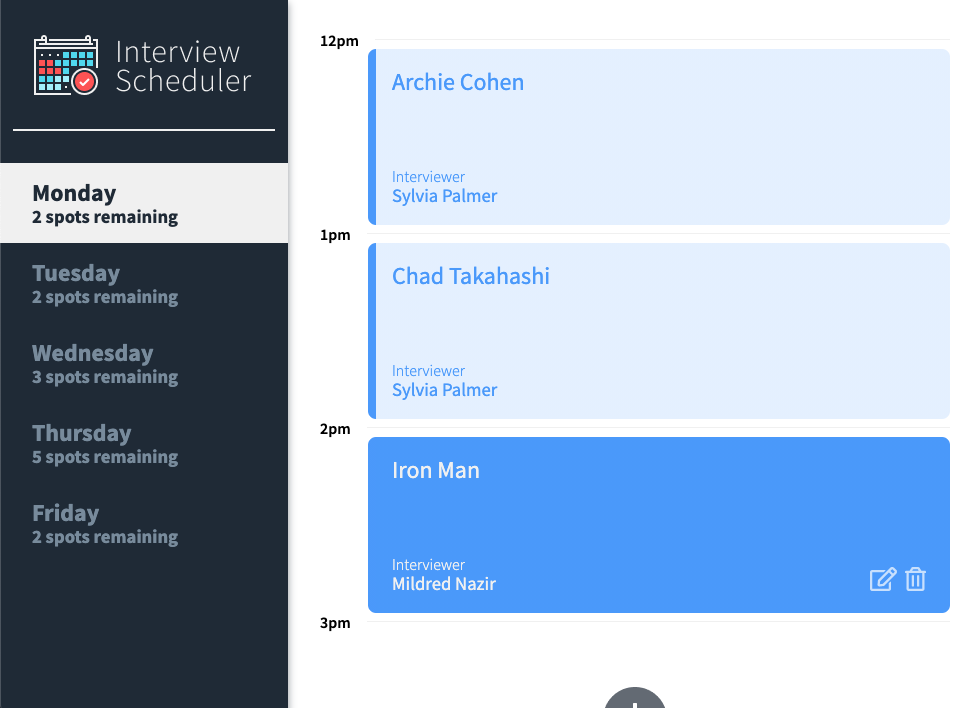 Interview
Scheduler
Monday
2 spots remaining
Tuesday
2 spots remaining
Wednesday
3 spots remaining
Thursday
5 spots remaining
Friday
2 spots remaining
12pm
Archie Cohen
Interviewer
Sylvia Palmer
1pm
Chad Takahashi
Interviewer
Sylvia Palmer
2pm
Iron Man
Interviewer
Mildred Nazir
3pm